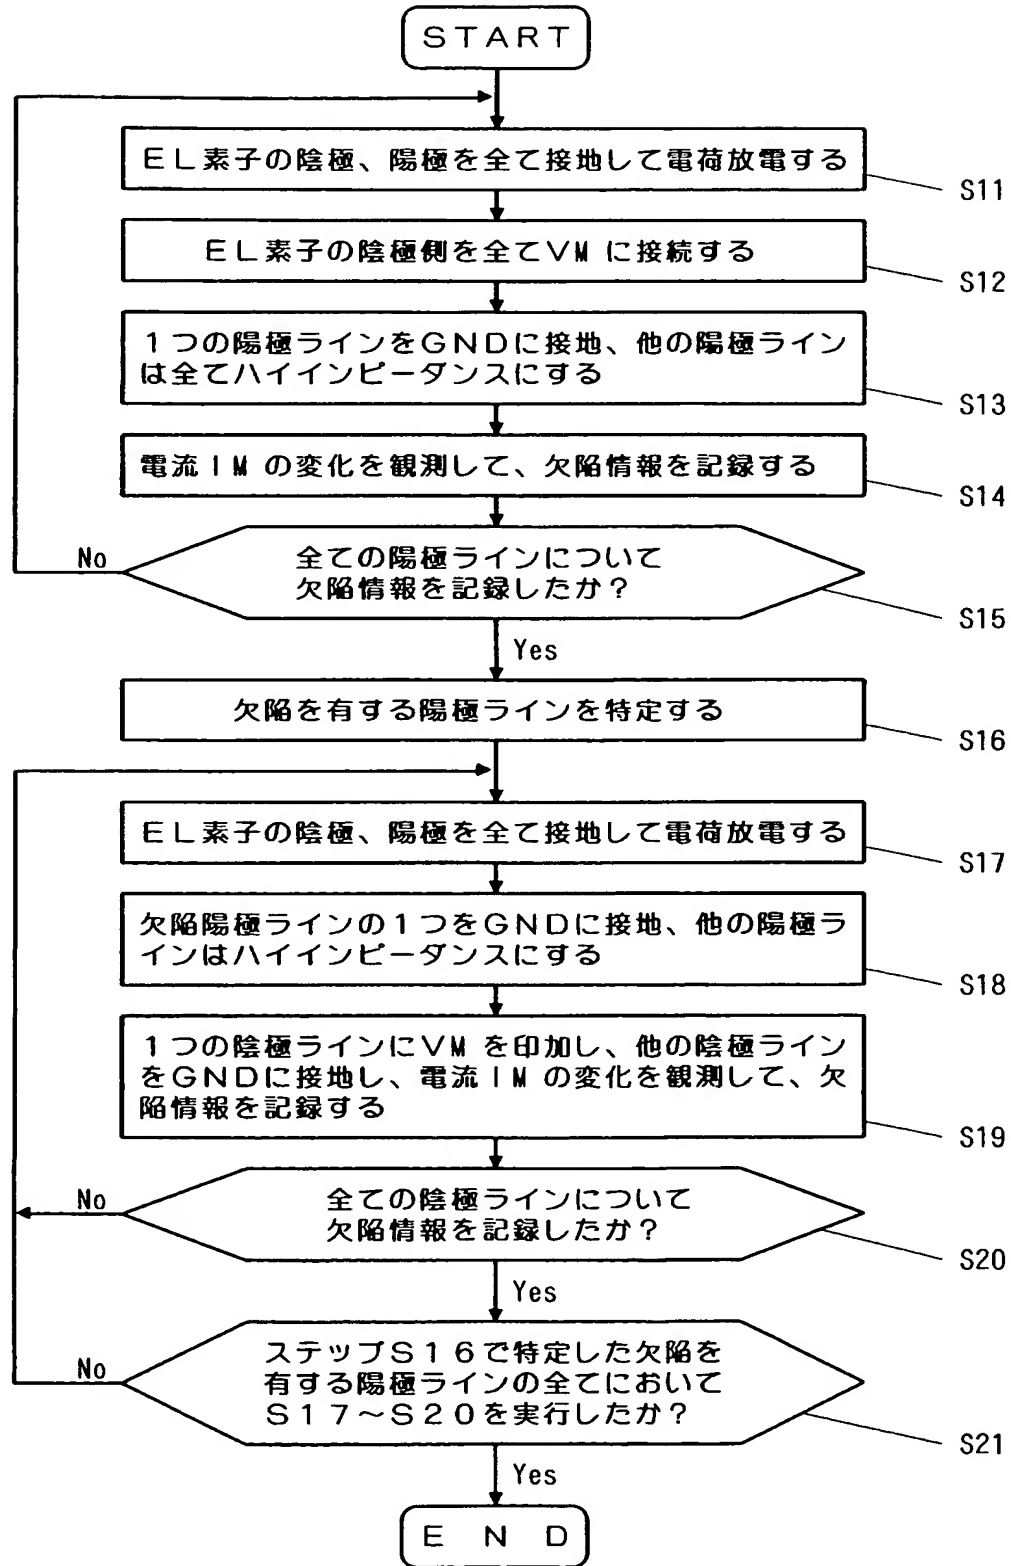 START
EL素子の陰極、陽極を全て接地して電荷放電する
S11
EL素子の陰極側を全てVM に接続する
S12
1つの陽極ラインをGNDに接地、他の陽極ライン
は全てハイインピーダンスにする
S13
電流IM の変化を観測して、欠陥情報を記録する
S14
No
全ての陽極ラインについて
欠陥情報を記録したか?
S15
Yes
欠陥を有する陽極ラインを特定する
S16
EL素子の陰極、陽極を全て接地して電荷放電する
S17
欠陥陽極ラインの1つをGNDに接地、他の陽極ラ
インはハイインピーダンスにする
S18
1つの陰極ラインにVM を印加し、他の陰極ライン
をGNDに接地し、電流IM の変化を観測して、欠
陥情報を記録する
S19
No
全ての陰極ラインについて
欠陥情報を記録したか?
S20
Yes
No
ステップS16で特定した欠陥を
有する陽極ラインの全てにおいて
S17~S20を実行したか?
S21
Yes
END